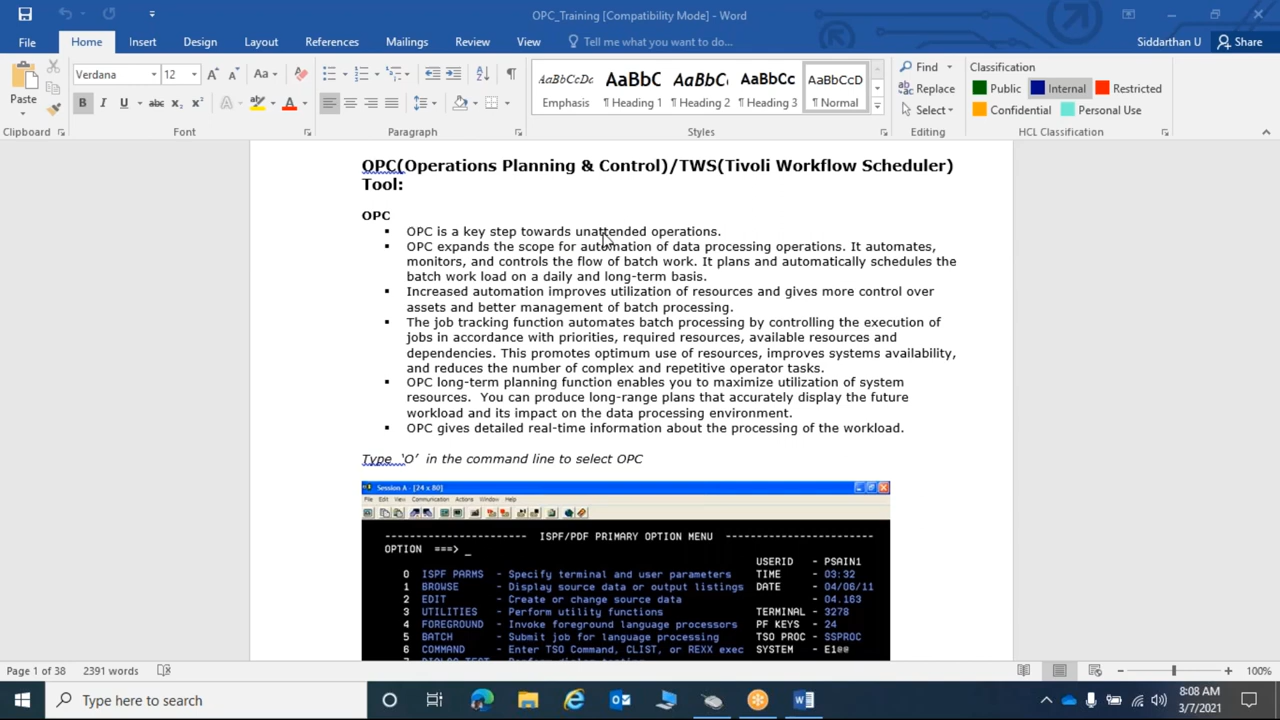 OPC_Training [Compatibility Mode] - Word
File Home Insert Design Layout References Mailings Review View Tell me what you want to do... Siddarthan U Share
Paste
Verdana 12
B I U abc x₂ x²
Clipboard Font Paragraph
AaBbCcDc AaBbC AaBbC AaBbCc AaBbCcD
Emphasis ¶ Heading 1 ¶ Heading 2 ¶ Heading 3 ¶ Normal
Styles
Find
Replace
Select
Editing
Classification
Public Internal Restricted
Confidential Personal Use
HCL Classification
OPC(Operations Planning & Control)/TWS(Tivoli Workflow Scheduler)
Tool:
OPC
▪ OPC is a key step towards unattended operations.
▪ OPC expands the scope for automation of data processing operations. It automates,
monitors, and controls the flow of batch work. It plans and automatically schedules the
batch work load on a daily and long-term basis.
▪ Increased automation improves utilization of resources and gives more control over
assets and better management of batch processing.
▪ The job tracking function automates batch processing by controlling the execution of
jobs in accordance with priorities, required resources, available resources and
dependencies. This promotes optimum use of resources, improves systems availability,
and reduces the number of complex and repetitive operator tasks.
▪ OPC long-term planning function enables you to maximize utilization of system
resources.  You can produce long-range plans that accurately display the future
workload and its impact on the data processing environment.
▪ OPC gives detailed real-time information about the processing of the workload.
Type ‘O’ in the command line to select OPC
Session A - [24 x 80]
File Edit View Communication Actions Window Help
----------------------- ISPF/PDF PRIMARY OPTION MENU ------------------------
OPTION ===> _
USERID - PSAIN1
0 ISPF PARMS - Specify terminal and user parameters TIME - 03:32
1 BROWSE - Display source data or output listings DATE - 04/06/11
2 EDIT - Create or change source data - 04.163
3 UTILITIES - Perform utility functions TERMINAL - 3278
4 FOREGROUND - Invoke foreground language processors PF KEYS - 24
5 BATCH - Submit job for language processing TSO PROC - SSPROC
6 COMMAND - Enter TSO Command, CLIST, or REXX exec SYSTEM - E1@@
Page 1 of 38 2391 words 100%
Type here to search
8:08 AM
3/7/2021